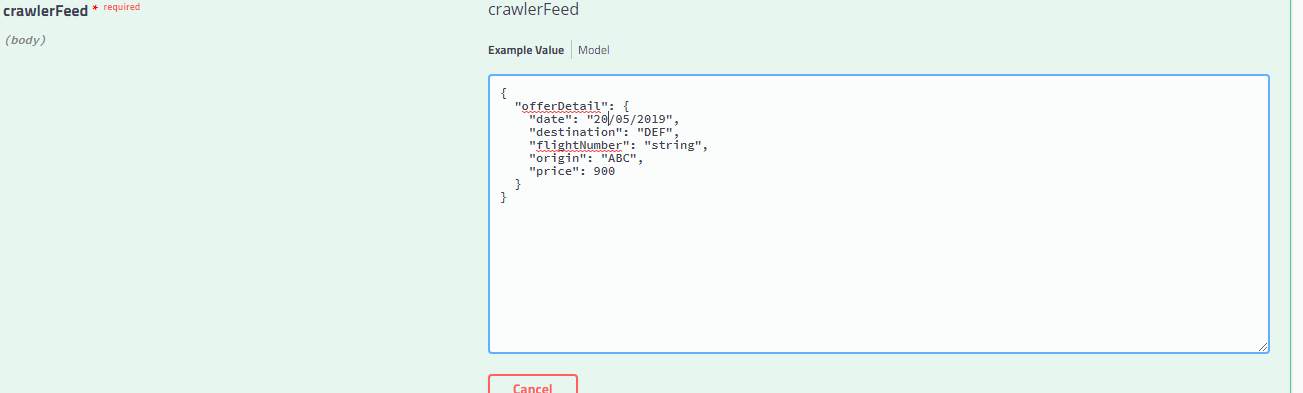 crawlerFeed * required
(body)
crawlerFeed
Example Value | Model
{
  "offerDetail": {
    "date": "20/05/2019",
    "destination": "DEF",
    "flightNumber": "string",
    "origin": "ABC",
    "price": 900
  }
}
Cancel